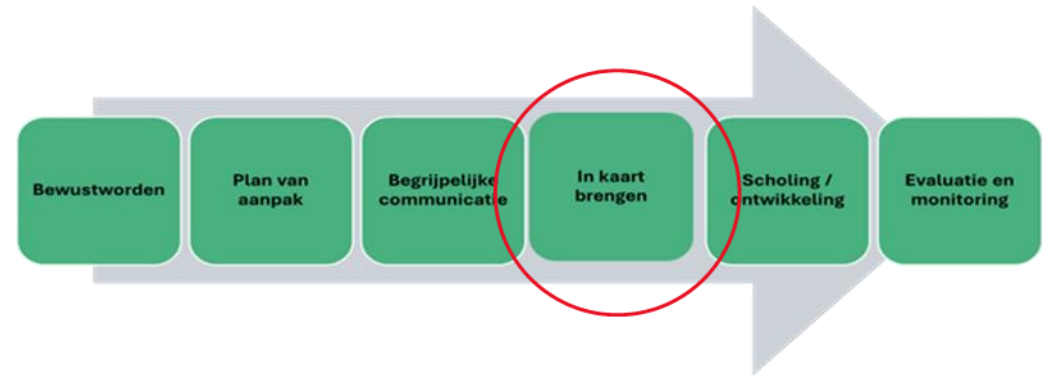 Bewustworden
Plan van
aanpak
Begrijpelijke
communicatie
In kaart
brengen
Scholing /
ontwikkeling
Evaluatie en
monitoring